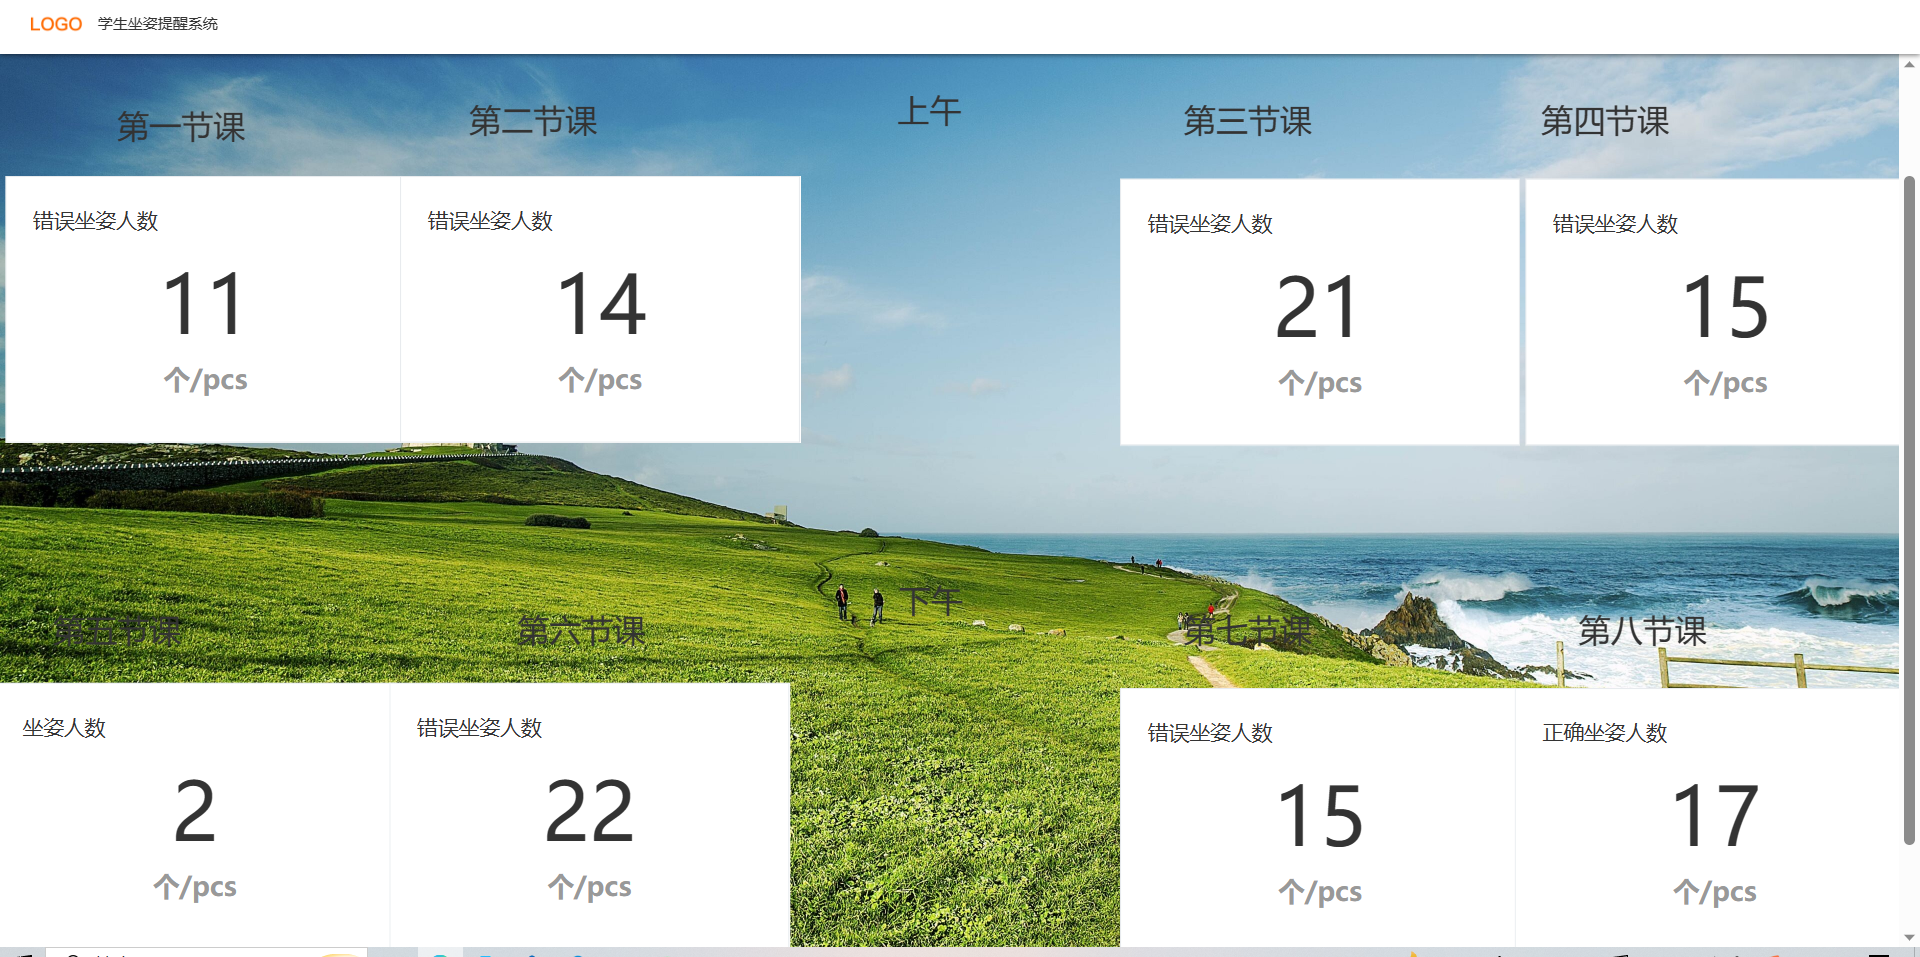 LOGO 学生坐姿提醒系统
上午
第一节课 第二节课 第三节课 第四节课
错误坐姿人数 错误坐姿人数 错误坐姿人数 错误坐姿人数
11 14 21 15
个/pcs 个/pcs 个/pcs 个/pcs
下午
第五节课 第六节课 第七节课 第八节课
坐姿人数 错误坐姿人数 错误坐姿人数 正确坐姿人数
2 22 15 17
个/pcs 个/pcs 个/pcs 个/pcs